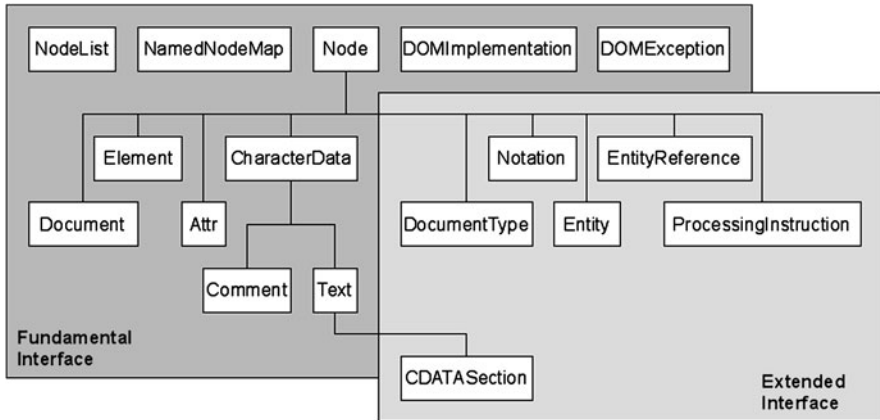 NodeList
NamedNodeMap
Node
DOMImplementation
DOMException
Element
CharacterData
Notation
EntityReference
Document
Attr
DocumentType
Entity
ProcessingInstruction
Comment
Text
Fundamental
Interface
CDATASection
Extended
Interface